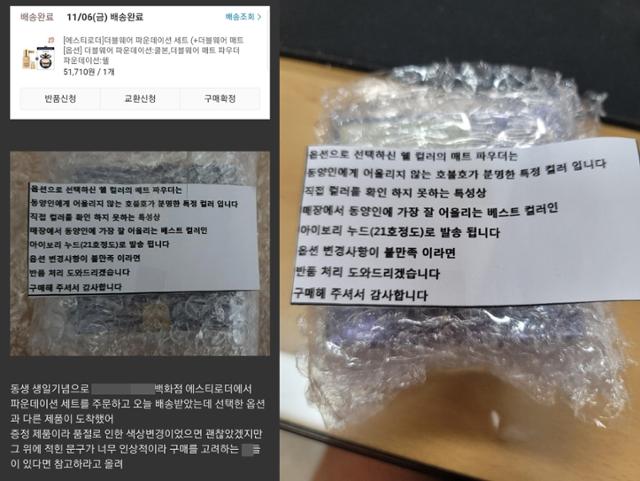 배송완료 11/06(금) 배송완료 배송조회 >
[에스티로더]더블웨어 파운데이션 세트 (+더블웨어 매트
[옵션] 더블웨어 파운데이션:쿨본,더블웨어 매트 파우더
파운데이션:쉘
51,710원 / 1개
반품신청 교환신청 구매확정
옵션으로 선택하신 쉘 컬러의 매트 파우더는
동양인에게 어울리지 않는 호불호가 분명한 특정 컬러 입니다
직접 컬러를 확인 하지 못하는 특성상
매장에서 동양인에 가장 잘 어울리는 베스트 컬러인
아이보리 누드(21호정도)로 발송 됩니다
옵션 변경사항이 불만족 이라면
반품 처리 도와드리겠습니다
구매해 주셔서 감사합니다
동생 생일기념으로 백화점 에스티로더에서
파운데이션 세트를 주문하고 오늘 배송받았는데 선택한 옵션
과 다른 제품이 도착했어
증정 제품이라 품절로 인한 색상변경이었으면 괜찮았겠지만
그 위에 적힌 문구가 너무 인상적이라 구매를 고려하는 들
이 있다면 참고하라고 올려
옵션으로 선택하신 쉘 컬러의 매트 파우더는
동양인에게 어울리지 않는 호불호가 분명한 특정 컬러 입니다
직접 컬러를 확인 하지 못하는 특성상
매장에서 동양인에 가장 잘 어울리는 베스트 컬러인
아이보리 누드(21호정도)로 발송 됩니다
옵션 변경사항이 불만족 이라면
반품 처리 도와드리겠습니다
구매해 주셔서 감사합니다